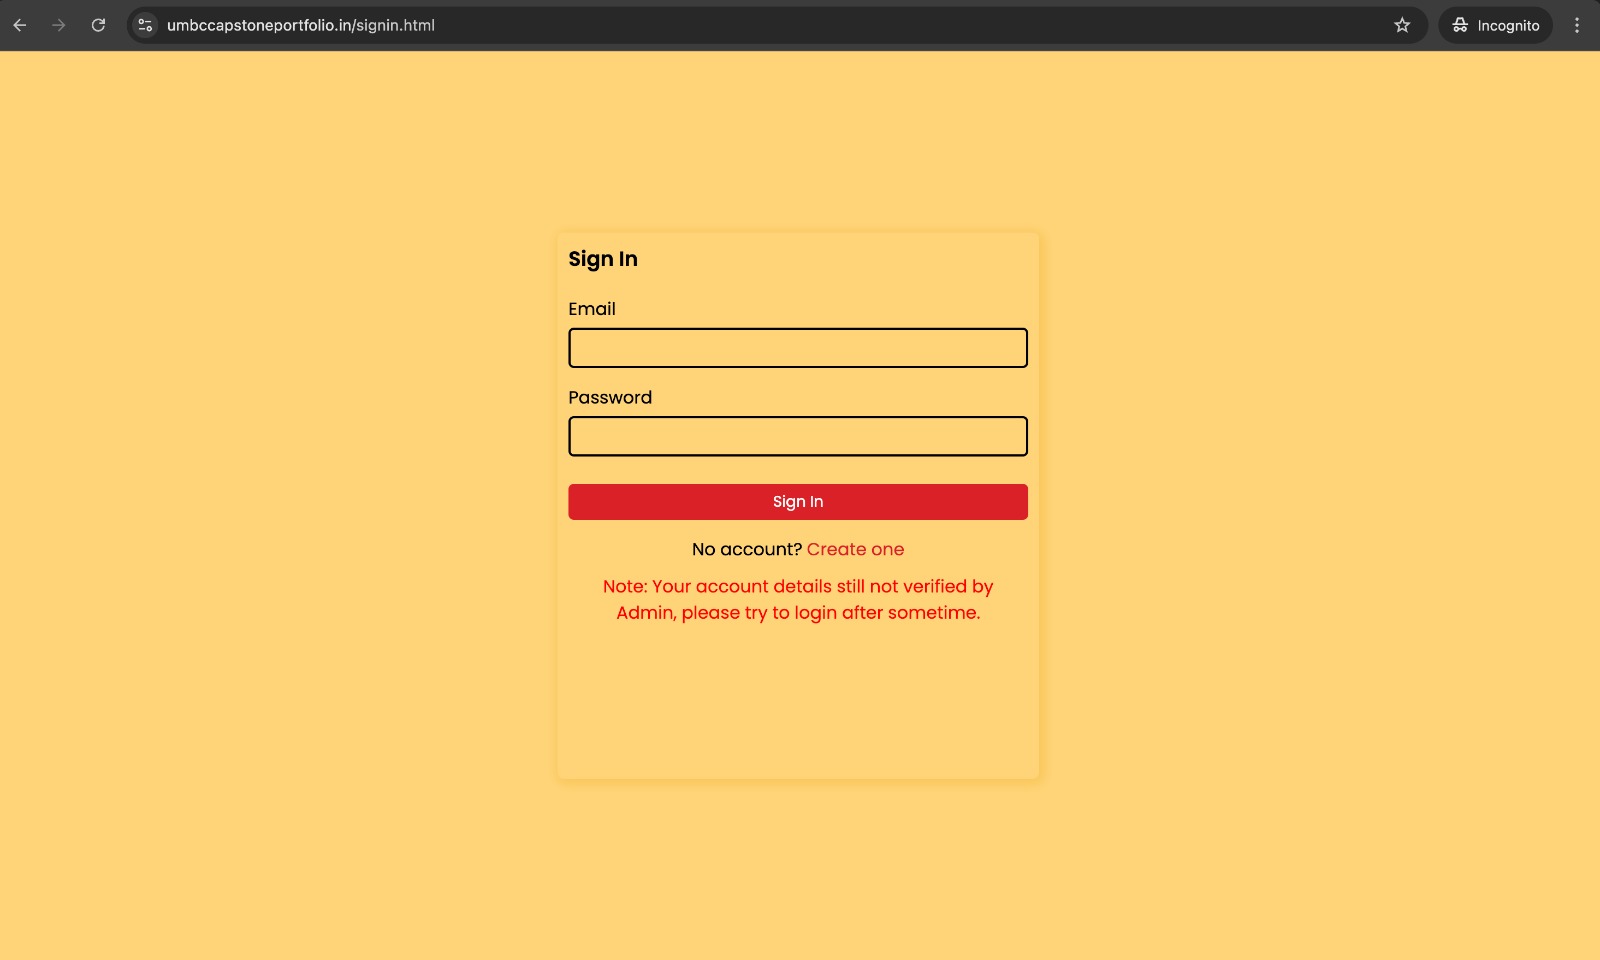 umbccapstoneportfolio.in/signin.html
Incognito
Sign In
Email
Password
Sign In
No account? Create one
Note: Your account details still not verified by
Admin, please try to login after sometime.